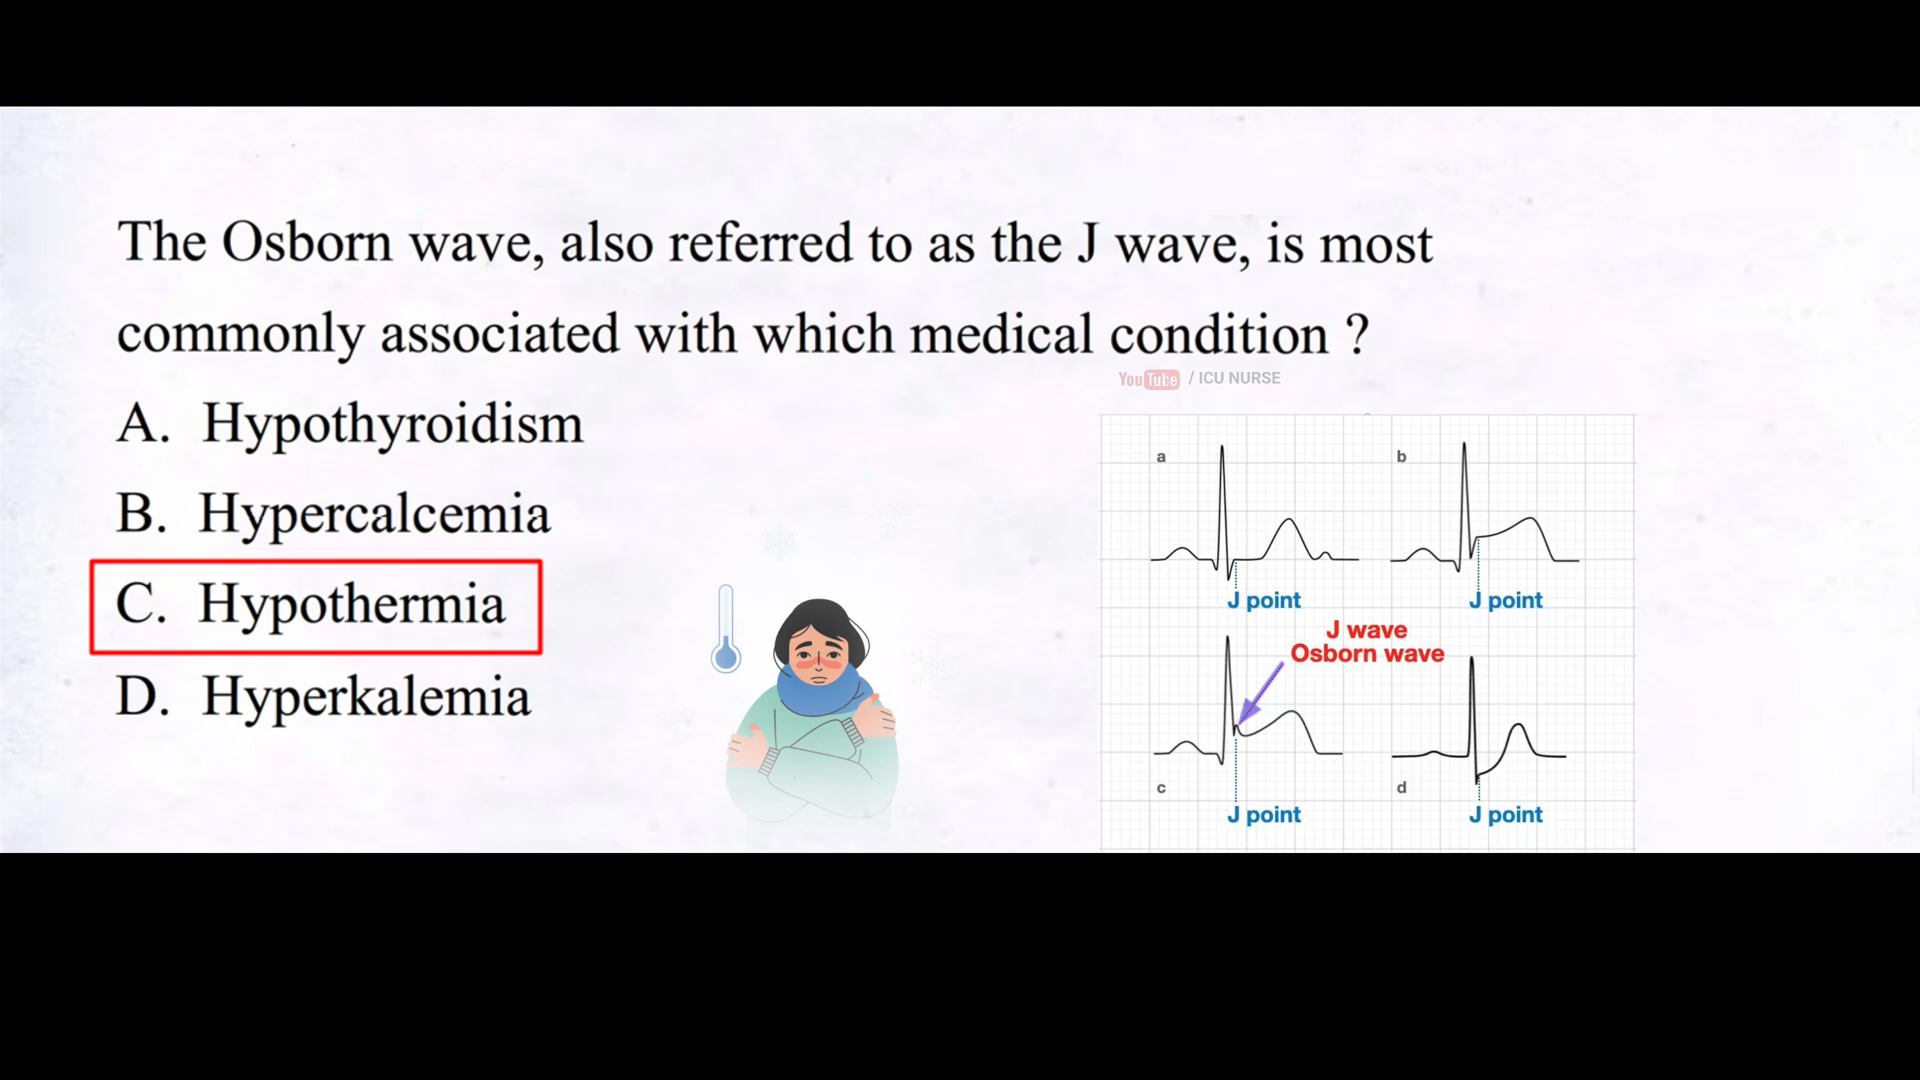 The Osborn wave, also referred to as the J wave, is most
commonly associated with which medical condition ?
A. Hypothyroidism
B. Hypercalcemia
C. Hypothermia
D. Hyperkalemia
YouTube / ICU NURSE
a
b
J point
J point
J wave
Osborn wave
c
d
J point
J point